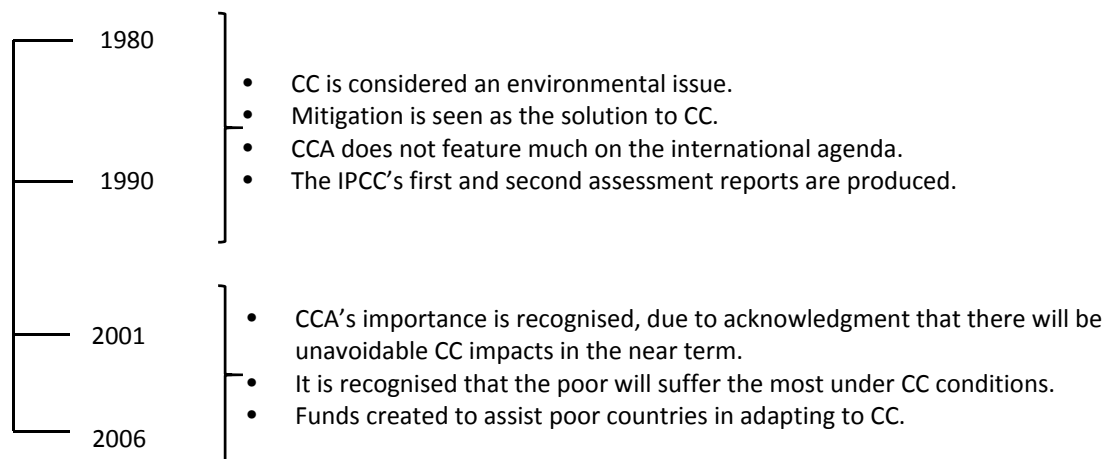 1980
• CC is considered an environmental issue.
• Mitigation is seen as the solution to CC.
• CCA does not feature much on the international agenda.
1990
• The IPCC’s first and second assessment reports are produced.
2001
• CCA’s importance is recognised, due to acknowledgment that there will be
unavoidable CC impacts in the near term.
• It is recognised that the poor will suffer the most under CC conditions.
• Funds created to assist poor countries in adapting to CC.
2006